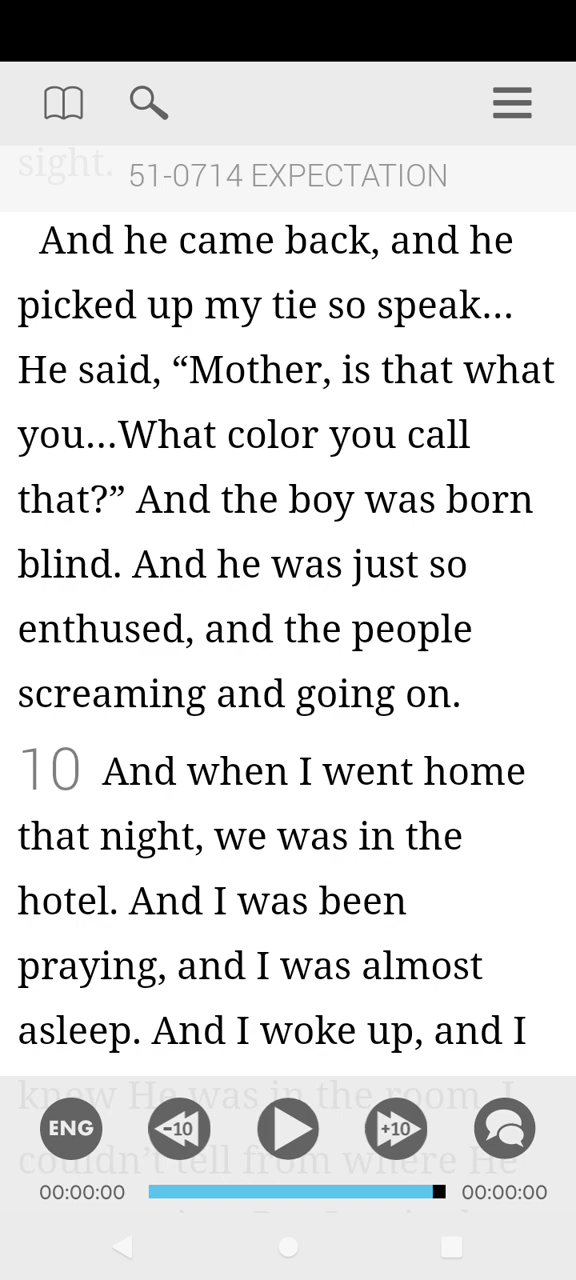 sight.
51-0714 EXPECTATION
And he came back, and he
picked up my tie so speak...
He said, “Mother, is that what
you...What color you call
that?” And the boy was born
blind. And he was just so
enthused, and the people
screaming and going on.
10 And when I went home
that night, we was in the
hotel. And I was been
praying, and I was almost
asleep. And I woke up, and I
knew He was in the room. I
couldn’t tell from where He
ENG
-10
+10
00:00:00
00:00:00